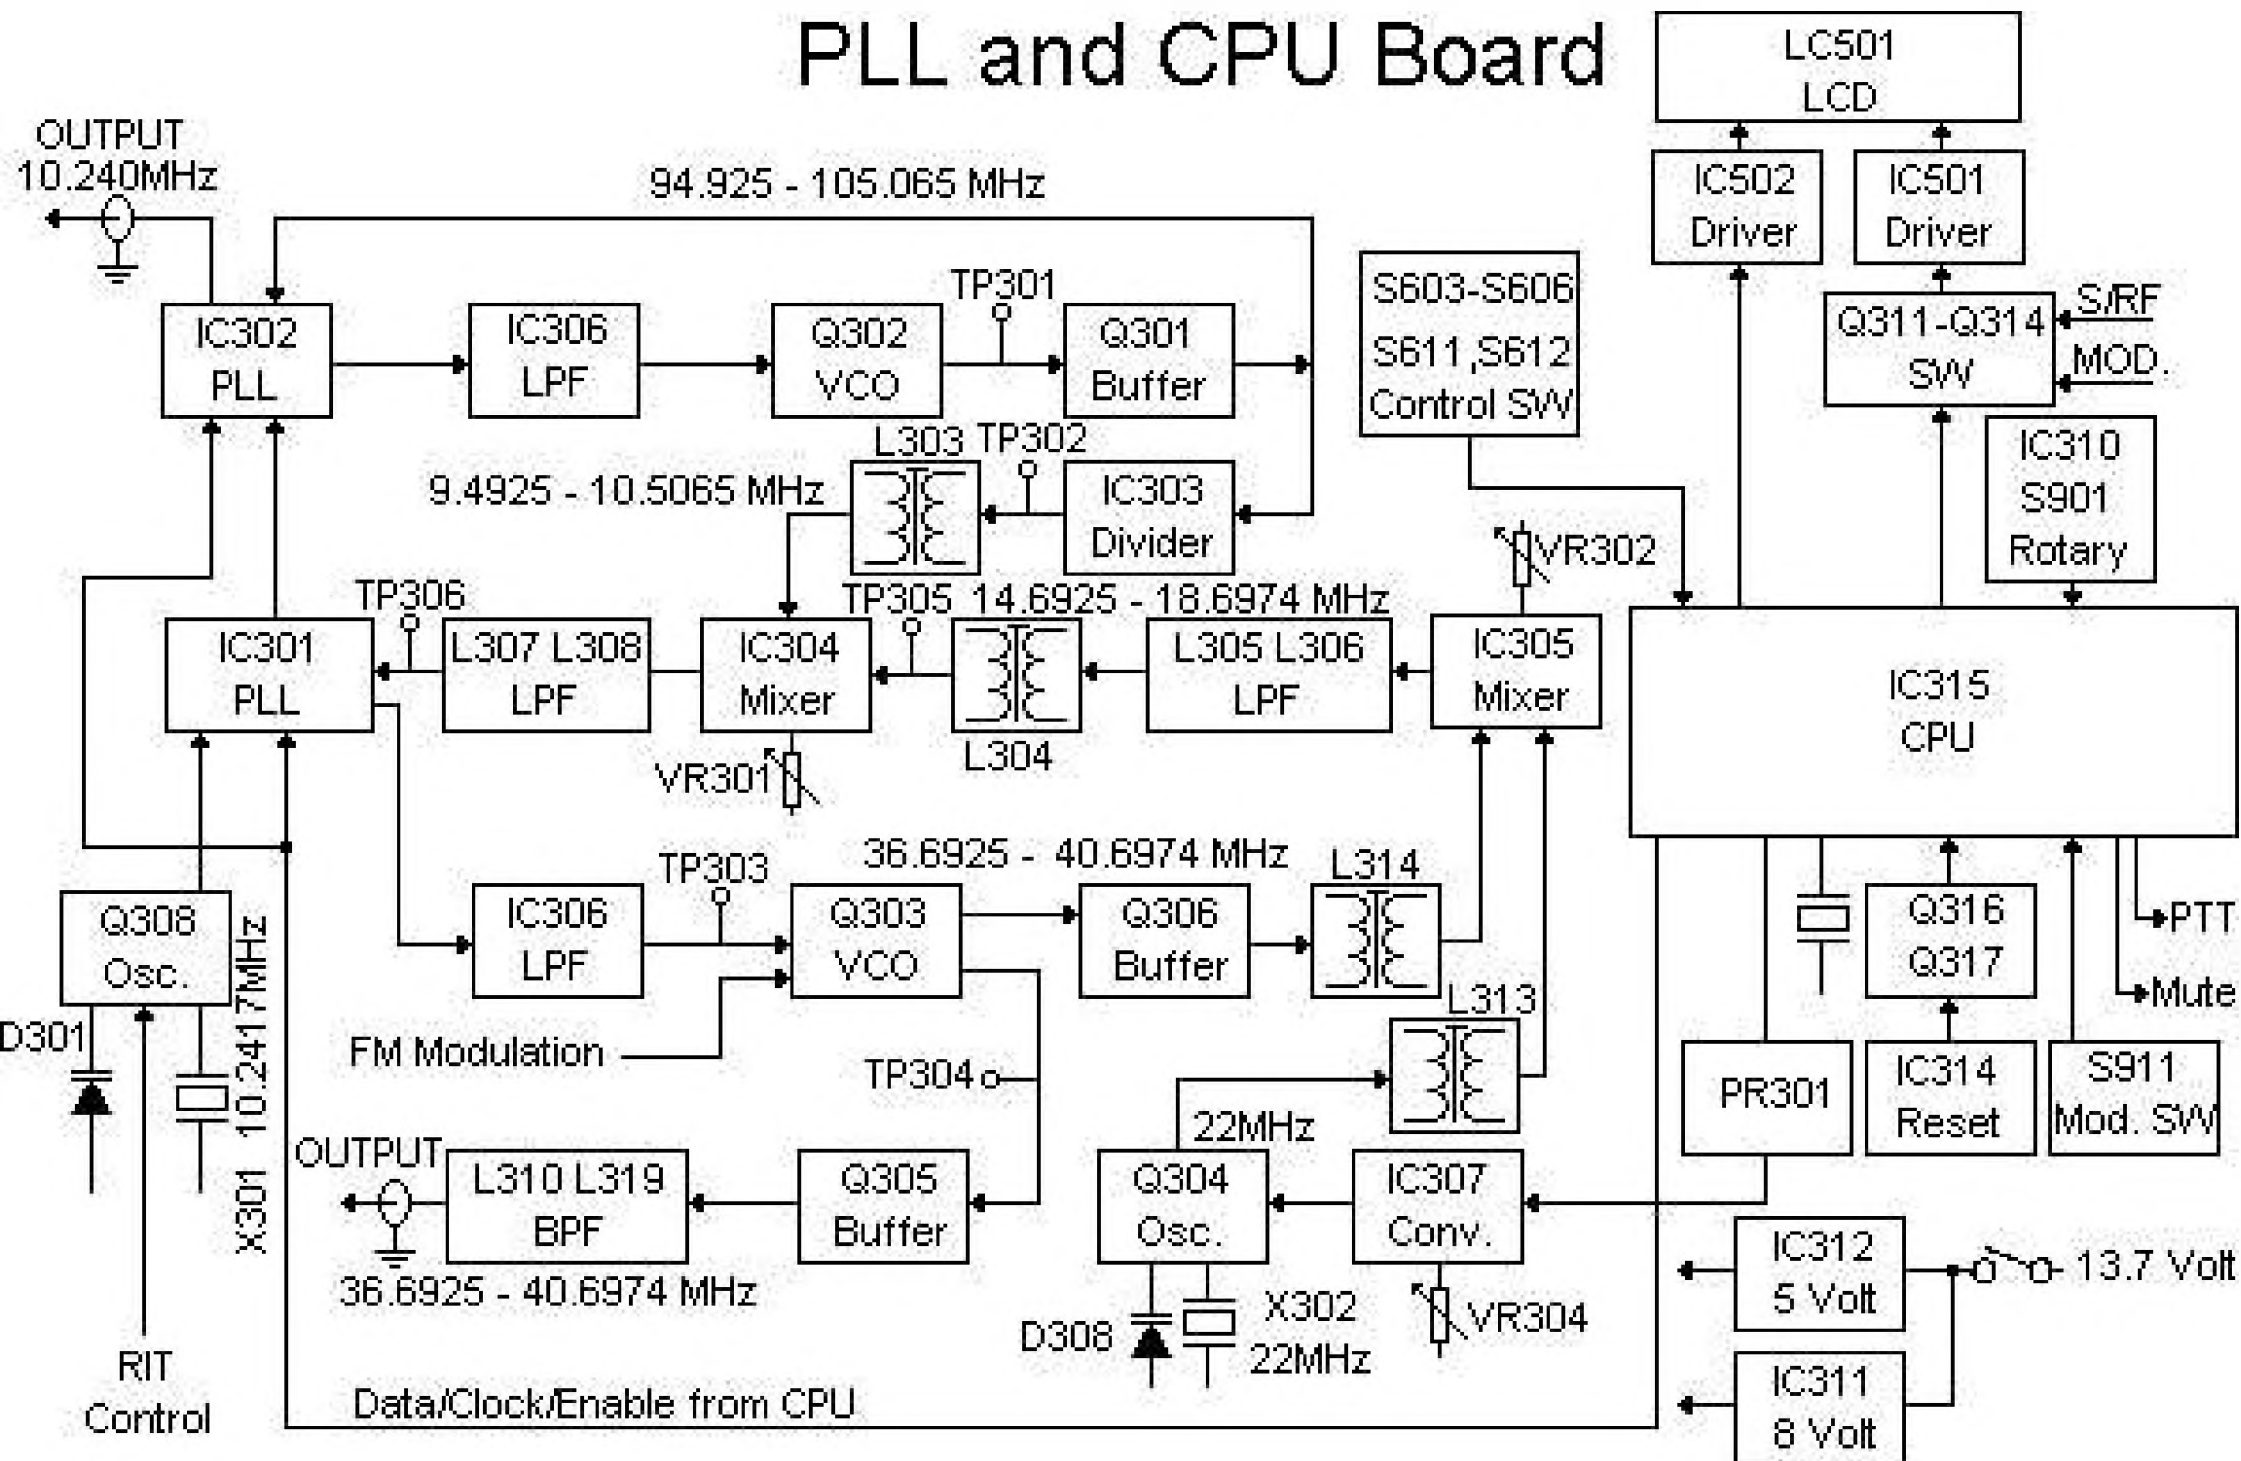 PLL and CPU Board
LC501
LCD
OUTPUT
10.240MHz
94.925 - 105.065 MHz
IC502
Driver
IC501
Driver
S603-S606
S611,S612
Control SW
Q311-Q314
SW
S/RF
MOD.
IC302
PLL
IC306
LPF
Q302
VCO
TP301
Q301
Buffer
L303
TP302
9.4925 - 10.5065 MHz
IC303
Divider
IC310
S901
Rotary
VR302
TP306
TP305
14.6925 - 18.6974 MHz
IC301
PLL
L307 L308
LPF
IC304
Mixer
L305 L306
LPF
IC305
Mixer
IC315
CPU
VR301
L304
TP303
36.6925 - 40.6974 MHz
L314
Q308
Osc.
IC306
LPF
Q303
VCO
Q306
Buffer
Q316
Q317
PTT
Mute
D301
X301 10.2417MHz
FM Modulation
TP304
L313
PR301
IC314
Reset
S911
Mod. SW
22MHz
OUTPUT
L310 L319
BPF
Q305
Buffer
Q304
Osc.
IC307
Conv.
36.6925 - 40.6974 MHz
IC312
5 Volt
13.7 Volt
D308
X302
22MHz
VR304
RIT
Control
Data/Clock/Enable from CPU
IC311
8 Volt